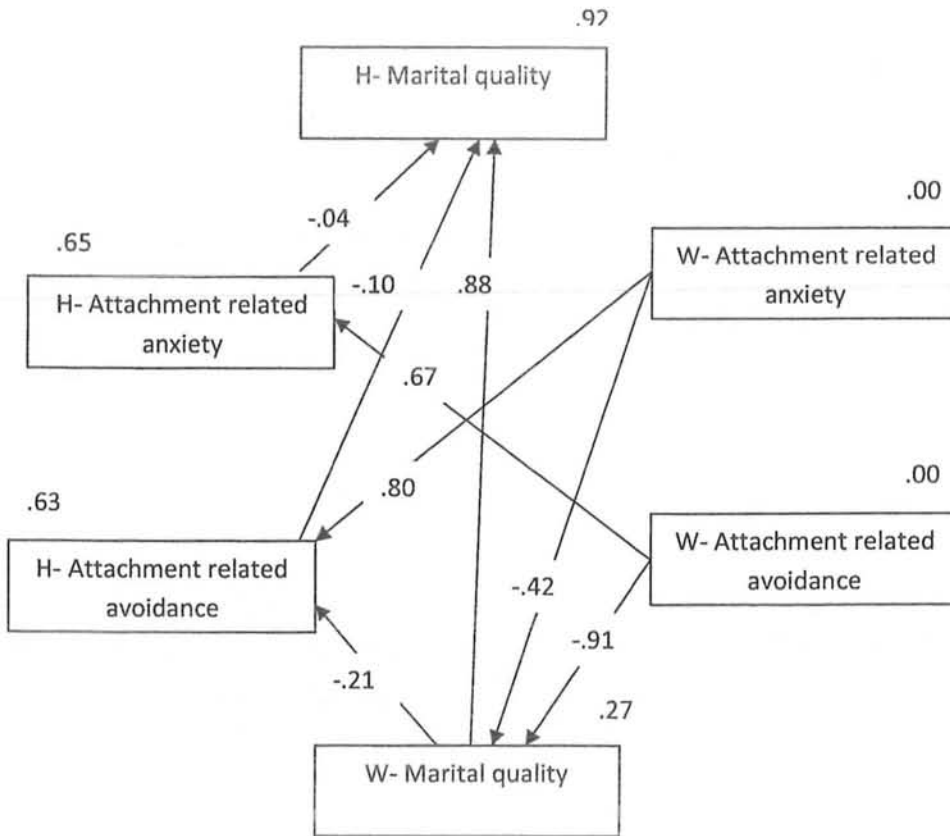 .92
H- Marital quality
.00
-.04
W- Attachment related
anxiety
.65
H- Attachment related
anxiety
-.10
.88
.67
.63
.80
.00
H- Attachment related
avoidance
W- Attachment related
avoidance
-.42
-.91
-.21
.27
W- Marital quality